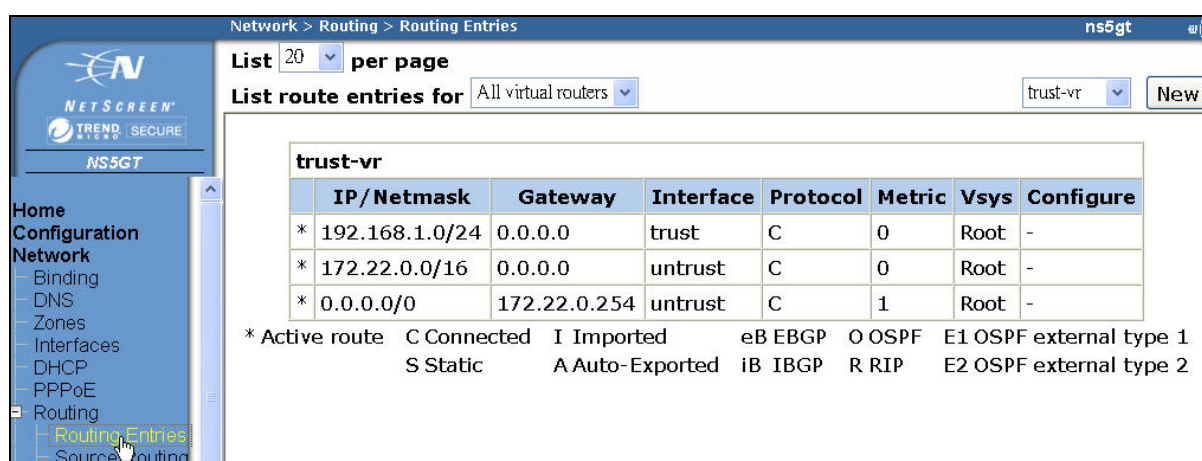 Network > Routing > Routing Entries ns5gt
List 20 per page
List route entries for All virtual routers trust-vr New
N
NETSCREEN
TREND MICRO SECURE
NS5GT
Home
Configuration
Network
Binding
DNS
Zones
Interfaces
DHCP
PPPoE
Routing
Routing Entries
Source Routing
trust-vr
IP/Netmask Gateway Interface Protocol Metric Vsys Configure
* 192.168.1.0/24 0.0.0.0 trust C 0 Root -
* 172.22.0.0/16 0.0.0.0 untrust C 0 Root -
* 0.0.0.0/0 172.22.0.254 untrust C 1 Root -
* Active route C Connected I Imported eB EBGP O OSPF E1 OSPF external type 1
S Static A Auto-Exported iB IBGP R RIP E2 OSPF external type 2